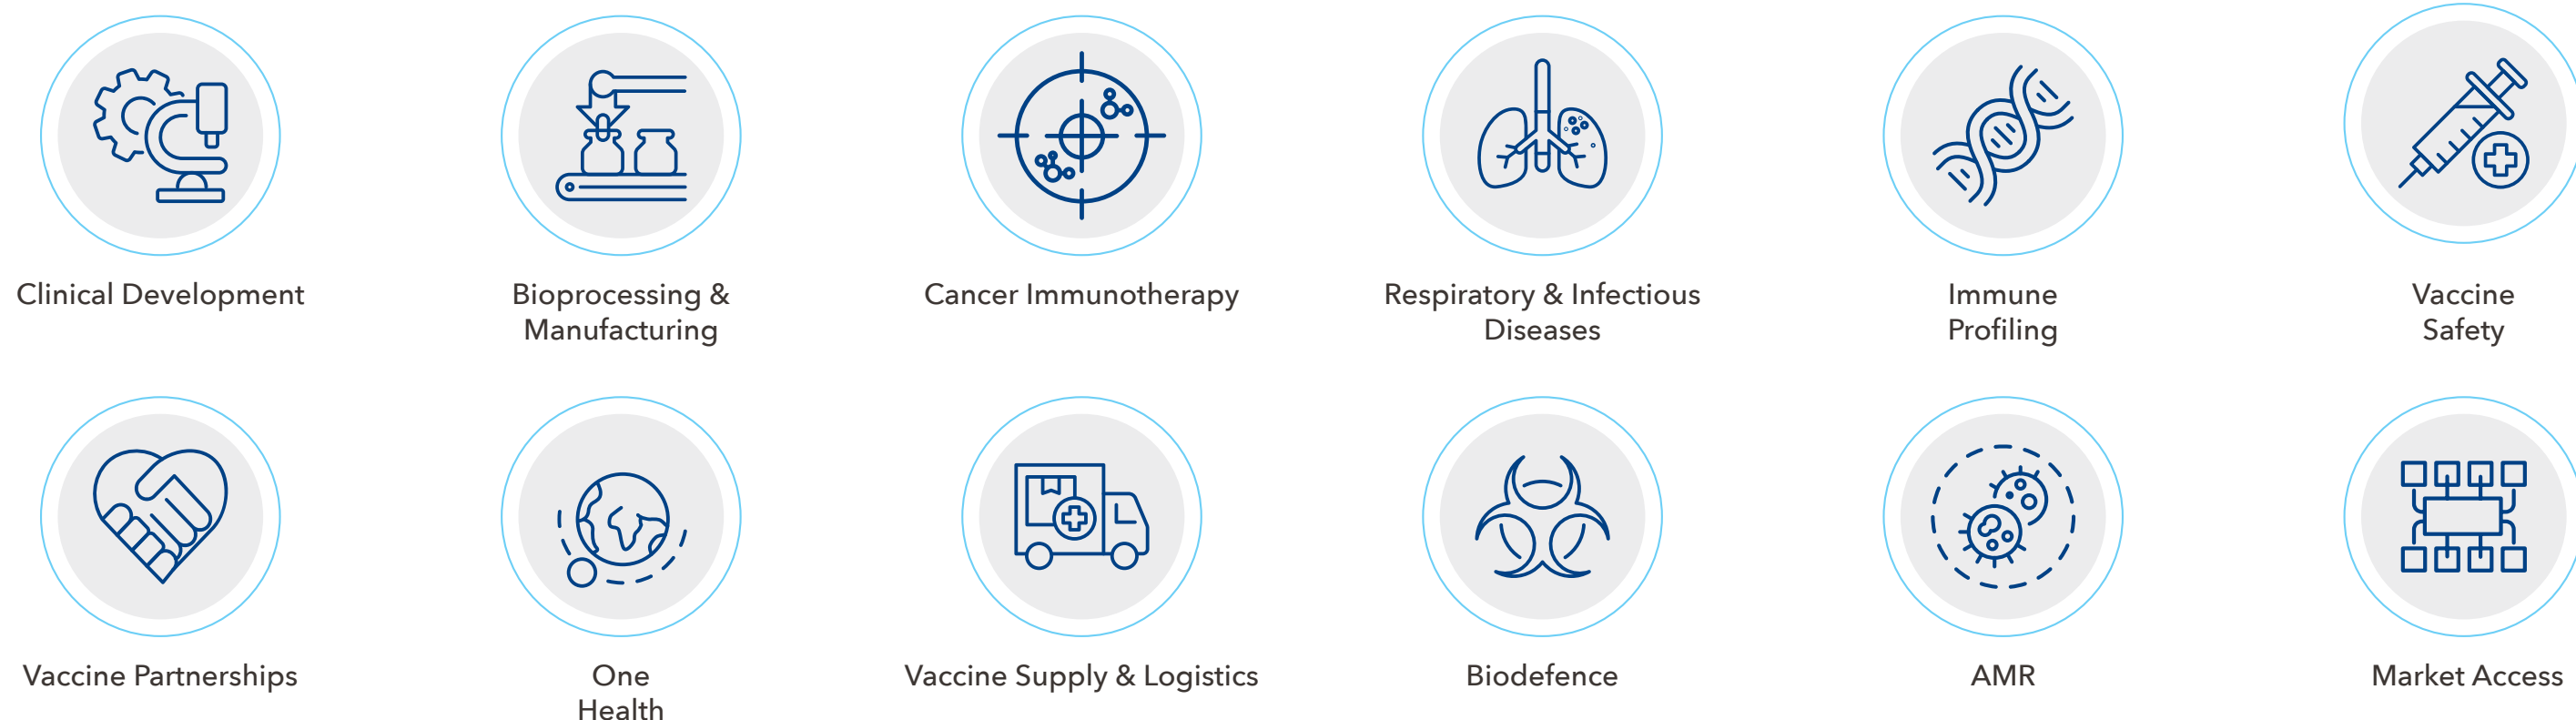 Clinical Development
Bioprocessing &
Manufacturing
Cancer Immunotherapy
Respiratory & Infectious
Diseases
Immune
Profiling
Vaccine
Safety
Vaccine Partnerships
One
Health
Vaccine Supply & Logistics
Biodefence
AMR
Market Access